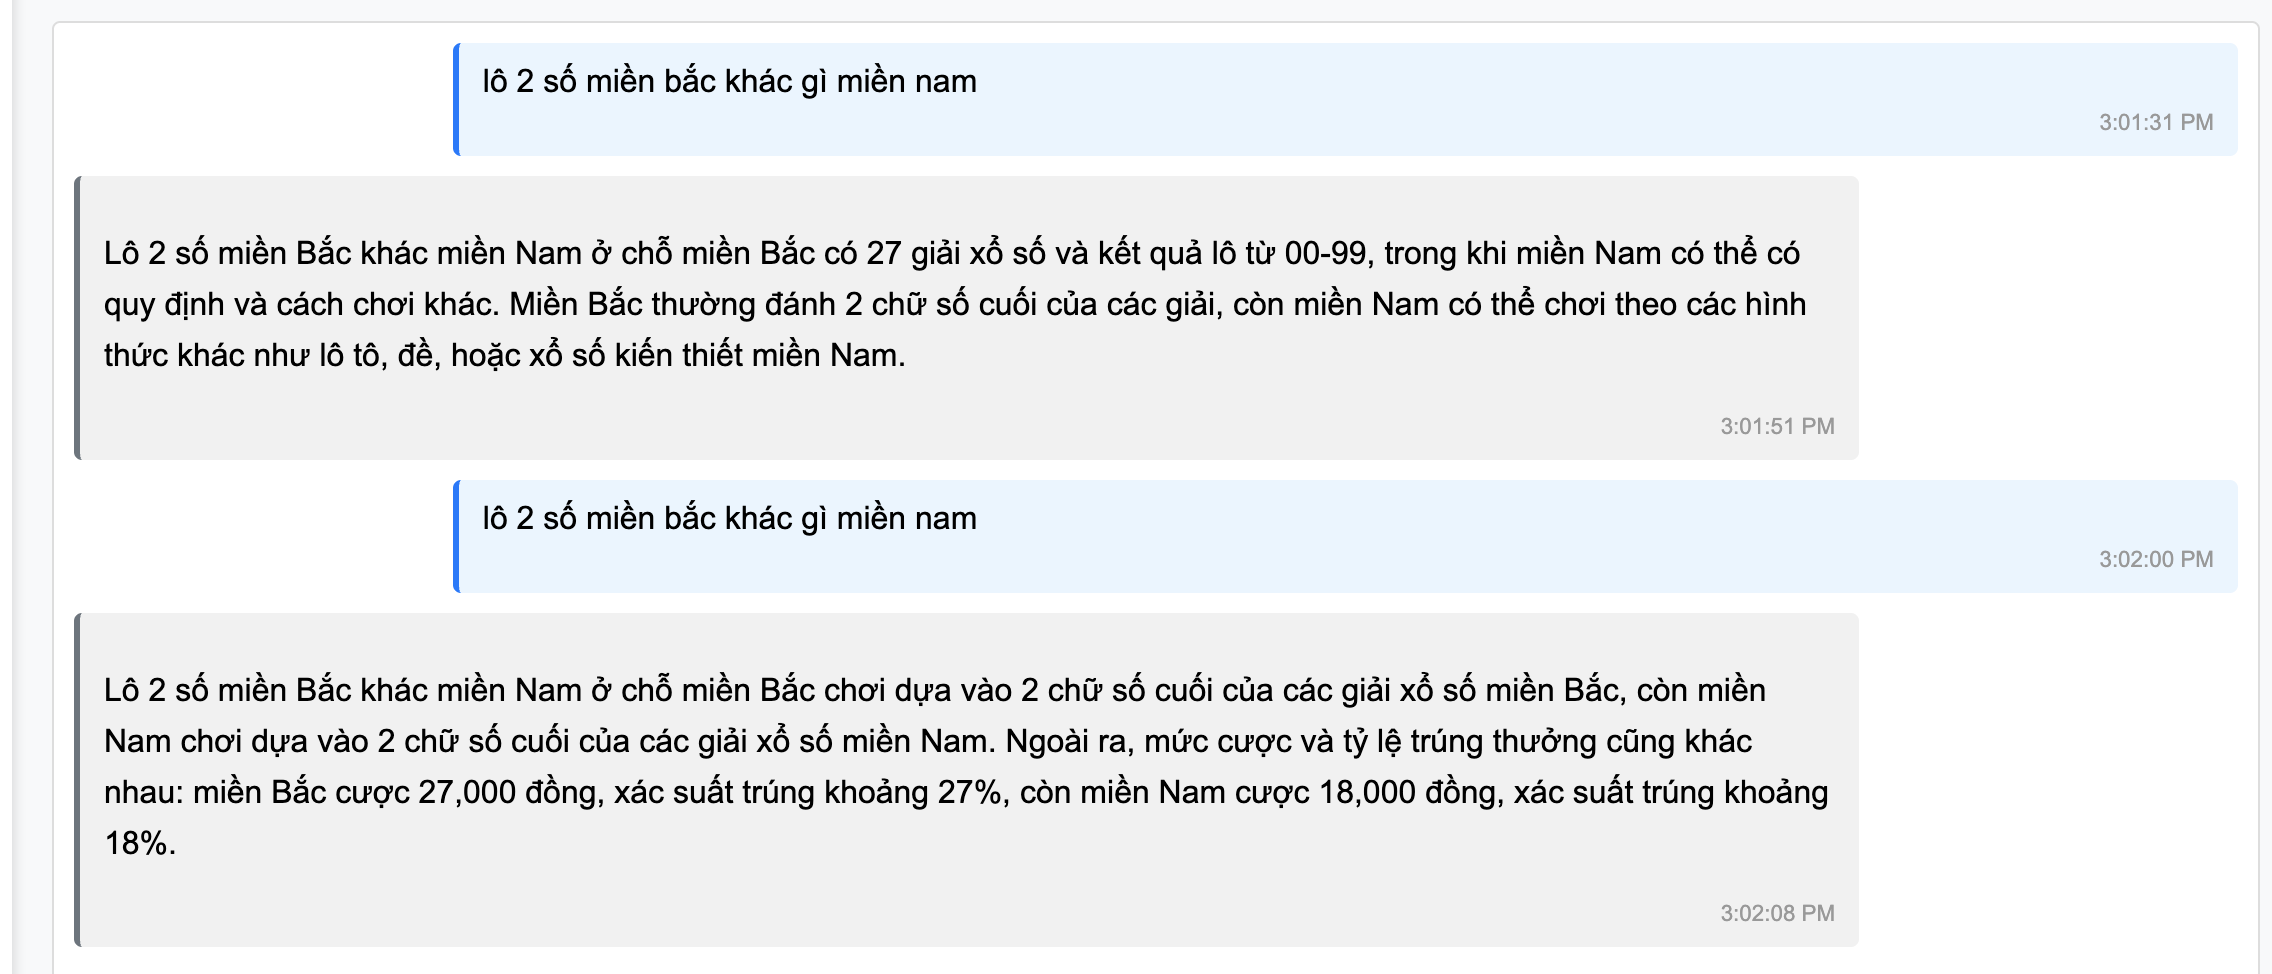 lô 2 số miền bắc khác gì miền nam
3:01:31 PM
Lô 2 số miền Bắc khác miền Nam ở chỗ miền Bắc có 27 giải xổ số và kết quả lô từ 00-99, trong khi miền Nam có thể có
quy định và cách chơi khác. Miền Bắc thường đánh 2 chữ số cuối của các giải, còn miền Nam có thể chơi theo các hình
thức khác như lô tô, đề, hoặc xổ số kiến thiết miền Nam.
3:01:51 PM
lô 2 số miền bắc khác gì miền nam
3:02:00 PM
Lô 2 số miền Bắc khác miền Nam ở chỗ miền Bắc chơi dựa vào 2 chữ số cuối của các giải xổ số miền Bắc, còn miền
Nam chơi dựa vào 2 chữ số cuối của các giải xổ số miền Nam. Ngoài ra, mức cược và tỷ lệ trúng thưởng cũng khác
nhau: miền Bắc cược 27,000 đồng, xác suất trúng khoảng 27%, còn miền Nam cược 18,000 đồng, xác suất trúng khoảng
18%.
3:02:08 PM